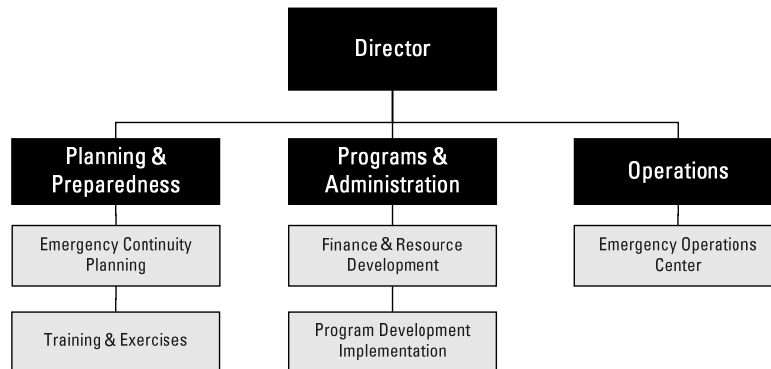 Director
Planning &
Preparedness
Programs &
Administration
Operations
Emergency Continuity
Planning
Finance & Resource
Development
Emergency Operations
Center
Training & Exercises
Program Development
Implementation